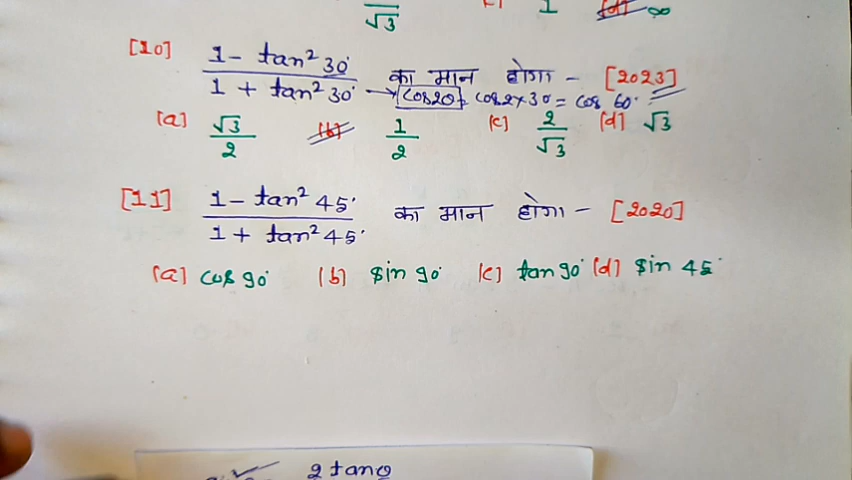 √3 1 [d] ∞
[10] 1 - tan² 30° / 1 + tan² 30° का मान होगा - [2023]
→ cos2θ = cos2×30 = cos 60°
[a] √3/2 [b] 1/2 [c] 2/√3 [d] √3
[11] 1 - tan² 45° / 1 + tan² 45° का मान होगा - [2020]
[a] cos 90° [b] sin 90° [c] tan 90° [d] sin 45°
2 tanθ